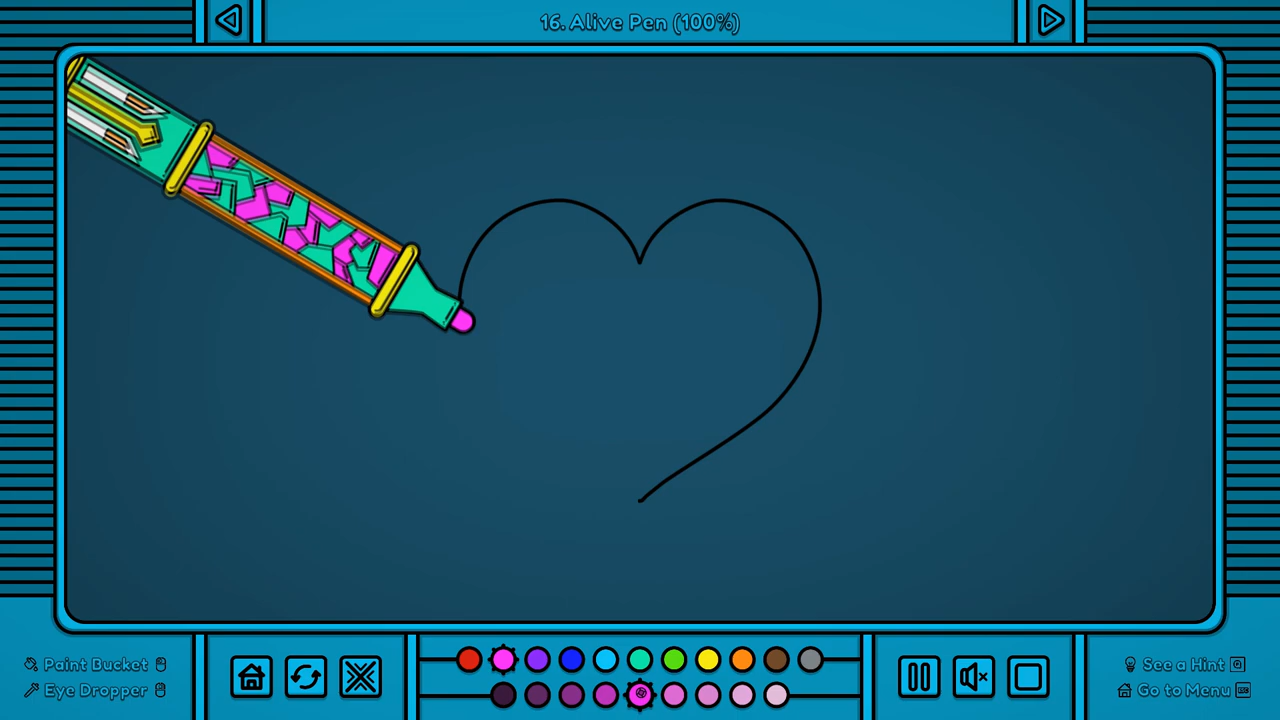 16. Alive Pen (100%)
Paint Bucket
Eye Dropper
See a Hint
Go to Menu